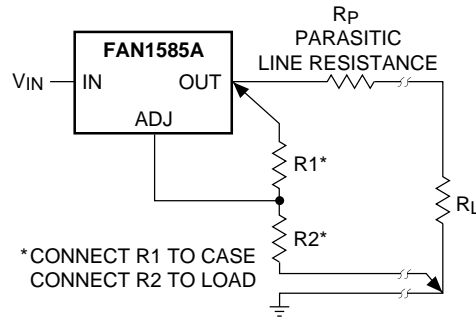 RP
PARASITIC
LINE RESISTANCE
FAN1585A
VIN
IN
OUT
ADJ
R1*
RL
R2*
*CONNECT R1 TO CASE
CONNECT R2 TO LOAD